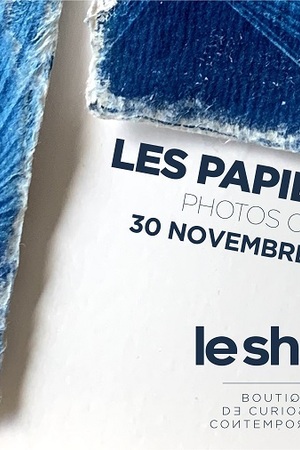 LES PAPIE
PHOTOS C
30 NOVEMBRE
le sh
BOUTIQ
DE CURIOS
CONTEMPOR